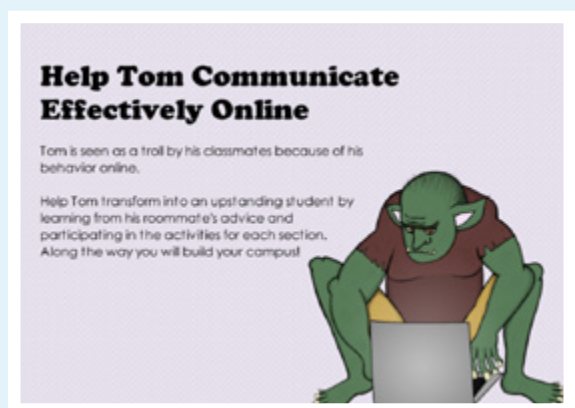 Help Tom Communicate
Effectively Online
Tom is seen as a troll by his classmates because of his
behavior online.
Help Tom transform into an upstanding student by
learning from his roommate's advice and
participating in the activities for each section.
Along the way you will build your campus!